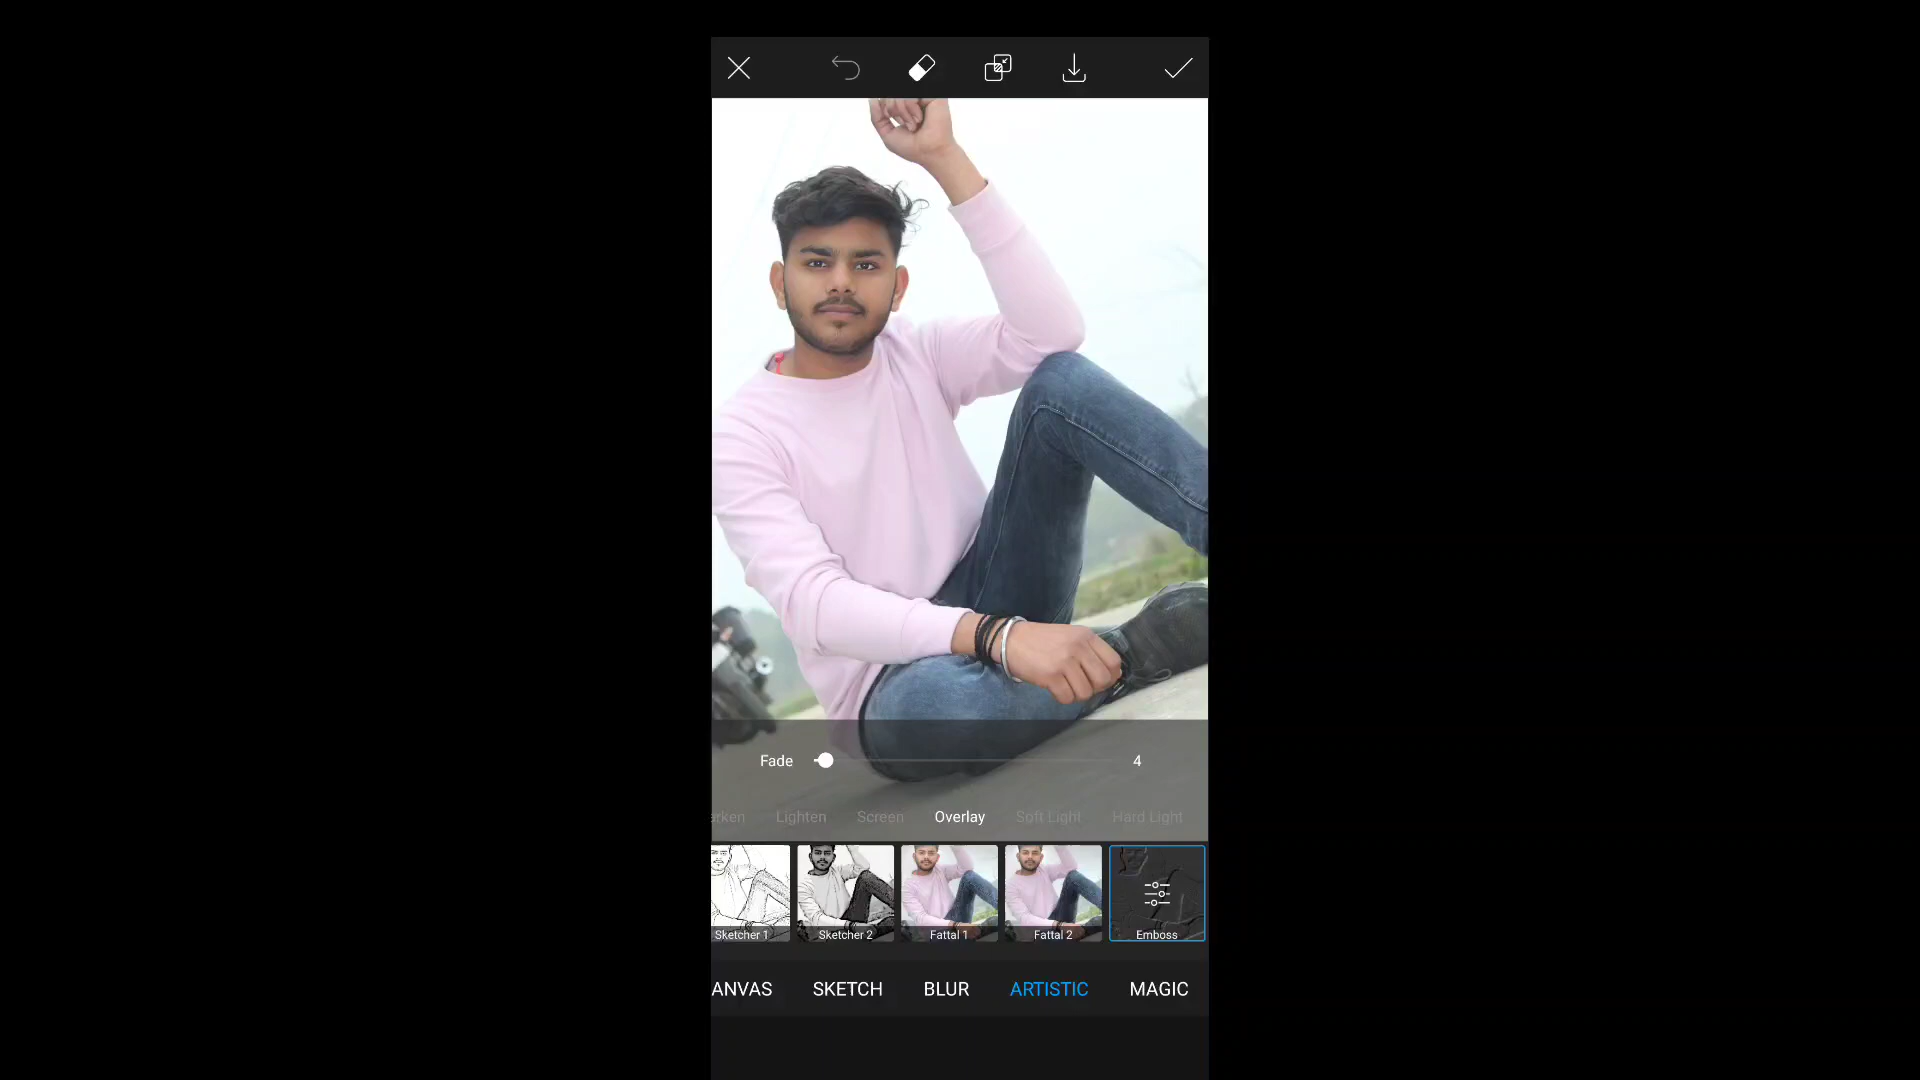 Fade 4
arken Lighten Screen Overlay Soft Light Hard Light
Sketcher 1 Sketcher 2 Fattal 1 Fattal 2 Emboss
ANVAS SKETCH BLUR ARTISTIC MAGIC